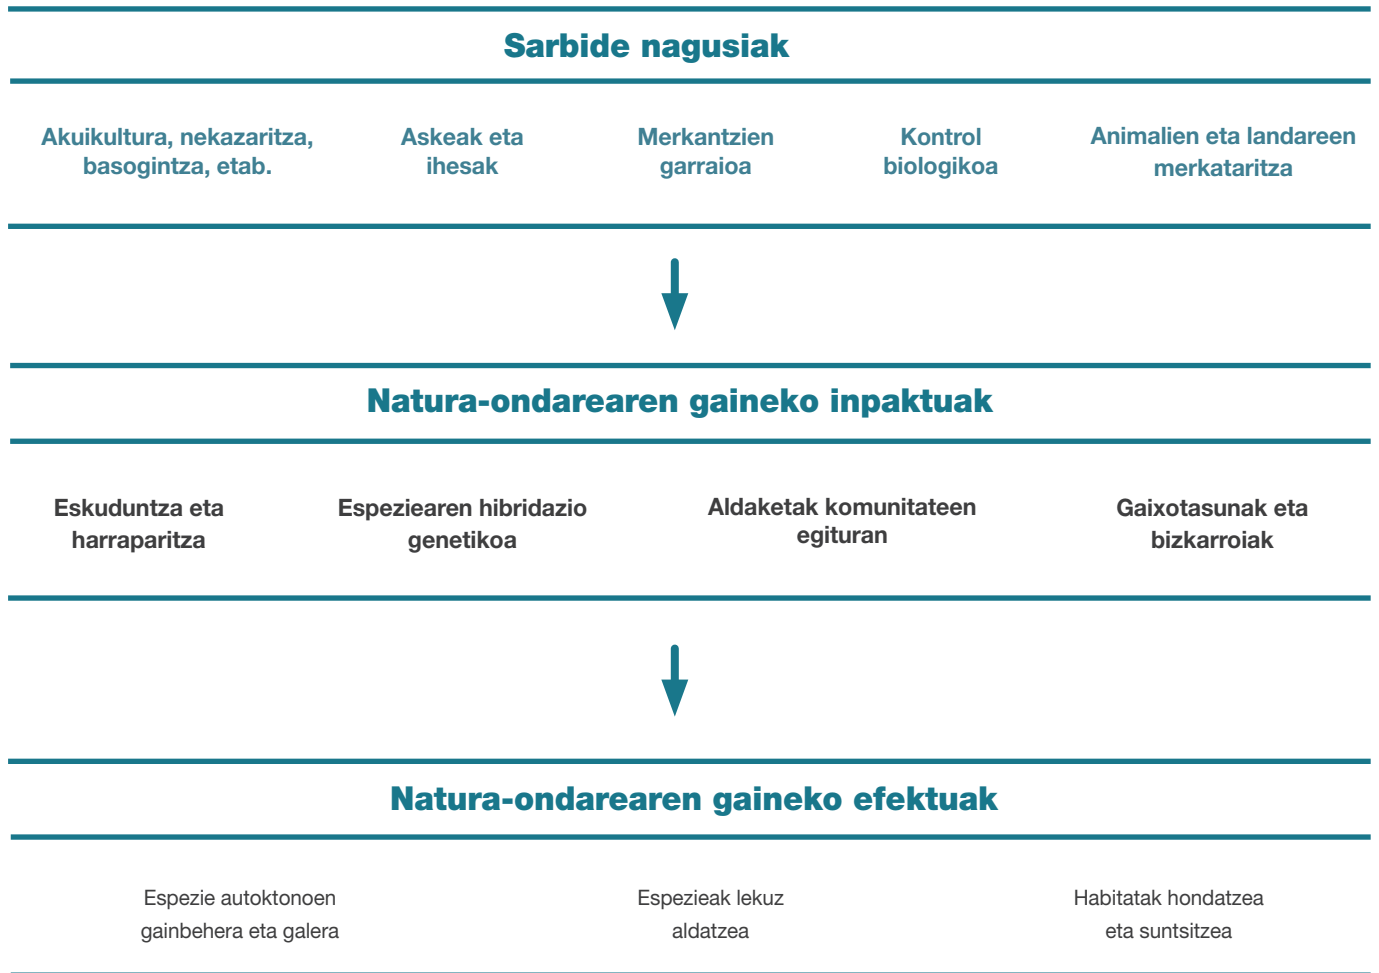 Sarbide nagusiak
Akuikultura, nekazaritza,
basogintza, etab.
Askeak eta
ihesak
Merkantzien
garraioa
Kontrol
biologikoa
Animalien eta landareen
merkataritza
Natura-ondarearen gaineko inpaktuak
Eskuduntza eta
harraparitza
Espeziearen hibridazio
genetikoa
Aldaketak komunitateen
egituran
Gaixotasunak eta
bizkarroiak
Natura-ondarearen gaineko efektuak
Espezie autoktonoen
gainbehera eta galera
Espezieak lekuz
aldatzea
Habitatak hondatzea
eta suntsitzea